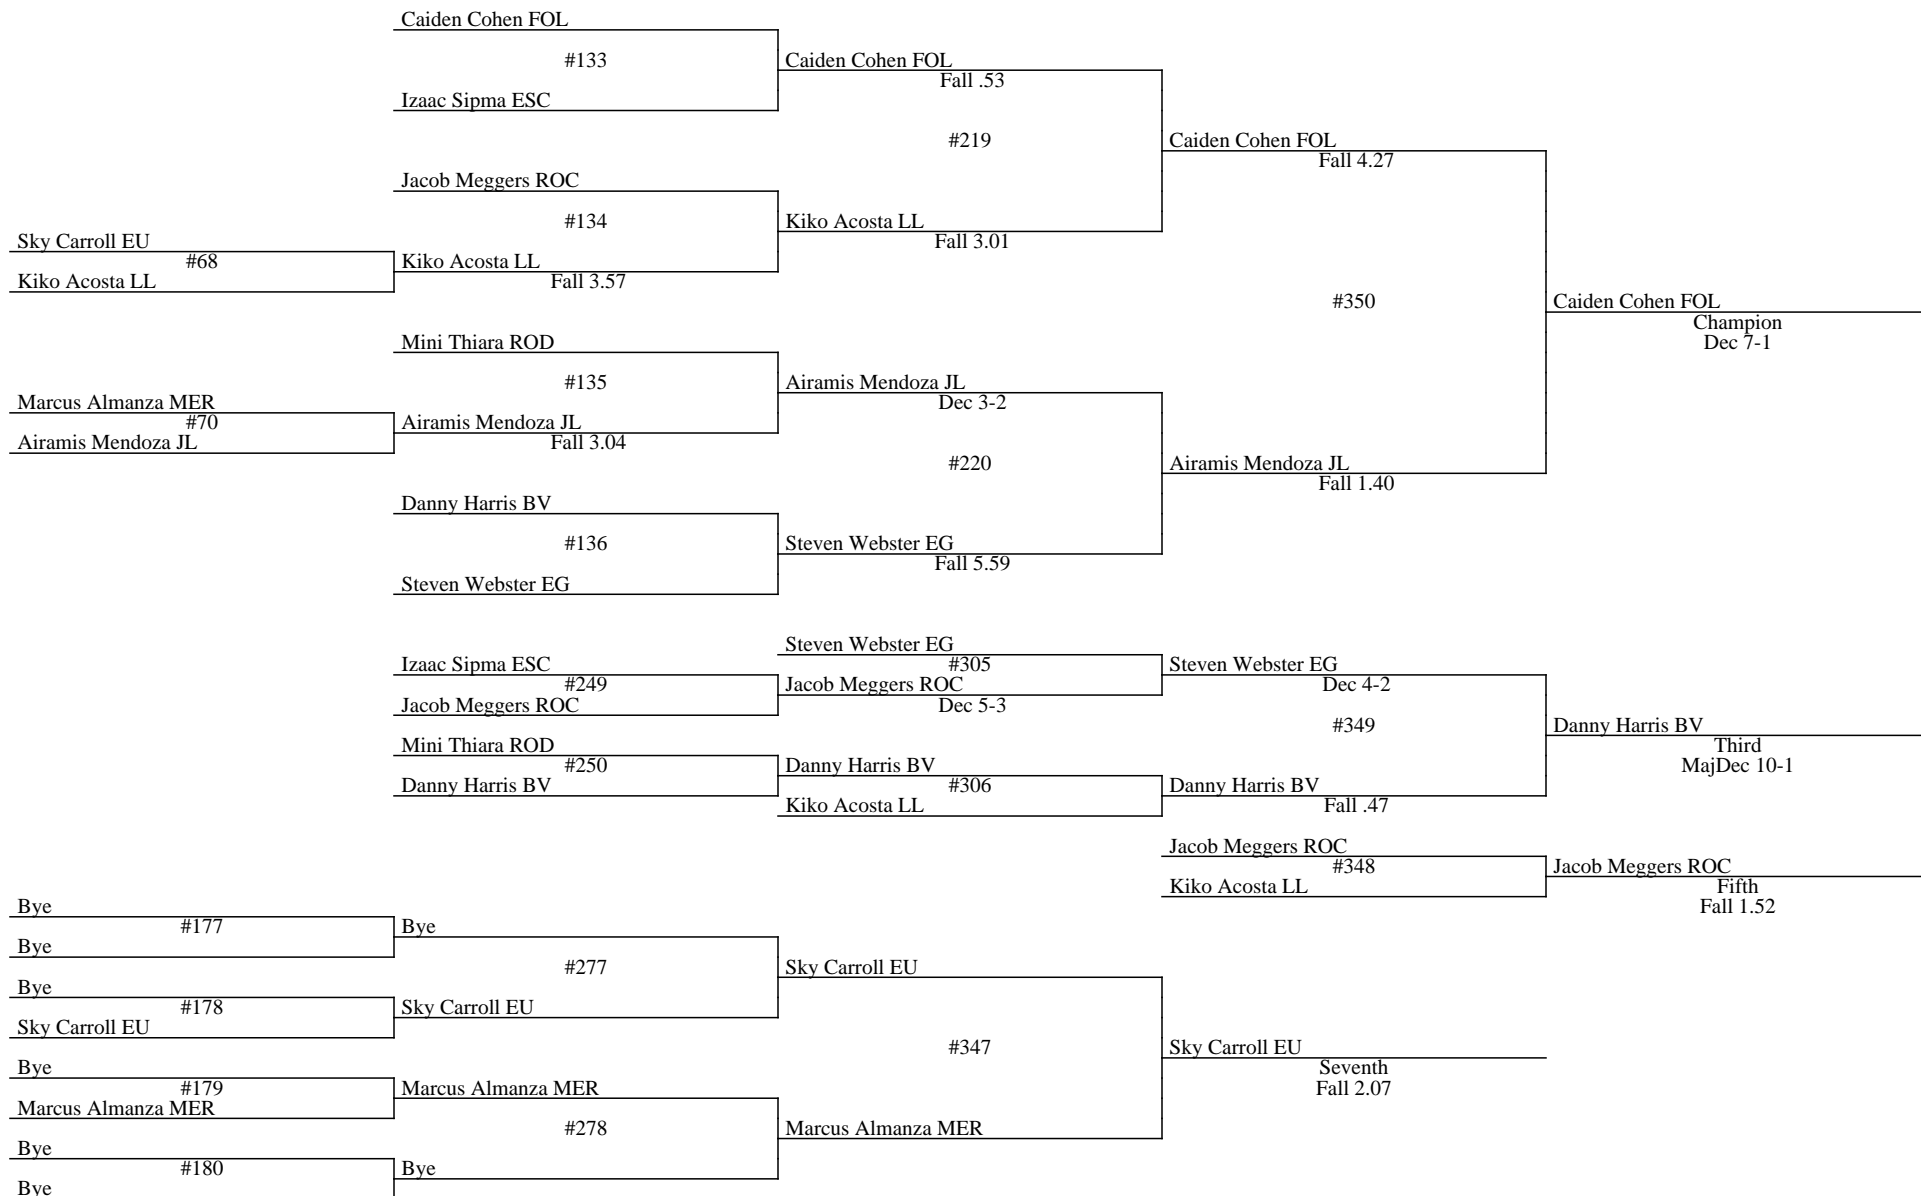 Caiden Cohen FOL
#133
Izaac Sipma ESC
Caiden Cohen FOL
Fall .53
#219
Jacob Meggers ROC
#134
Sky Carroll EU
#68
Kiko Acosta LL
Kiko Acosta LL
Fall 3.57
Kiko Acosta LL
Fall 3.01
Caiden Cohen FOL
Fall 4.27
#350
Caiden Cohen FOL
Champion
Dec 7-1
Mini Thiara ROD
#135
Marcus Almanza MER
#70
Airamis Mendoza JL
Airamis Mendoza JL
Fall 3.04
Airamis Mendoza JL
Dec 3-2
#220
Airamis Mendoza JL
Fall 1.40
Danny Harris BV
#136
Steven Webster EG
Steven Webster EG
Fall 5.59
Steven Webster EG
#305
Izaac Sipma ESC
#249
Jacob Meggers ROC
Jacob Meggers ROC
Dec 5-3
Steven Webster EG
Dec 4-2
#349
Danny Harris BV
Third
MajDec 10-1
Mini Thiara ROD
#250
Danny Harris BV
Danny Harris BV
#306
Kiko Acosta LL
Danny Harris BV
Fall .47
Jacob Meggers ROC
#348
Kiko Acosta LL
Jacob Meggers ROC
Fifth
Fall 1.52
Bye
#177
Bye
Bye
#277
Bye
#178
Sky Carroll EU
Sky Carroll EU
Sky Carroll EU
#347
Sky Carroll EU
Seventh
Fall 2.07
Bye
#179
Marcus Almanza MER
Marcus Almanza MER
#278
Marcus Almanza MER
Bye
#180
Bye
Bye